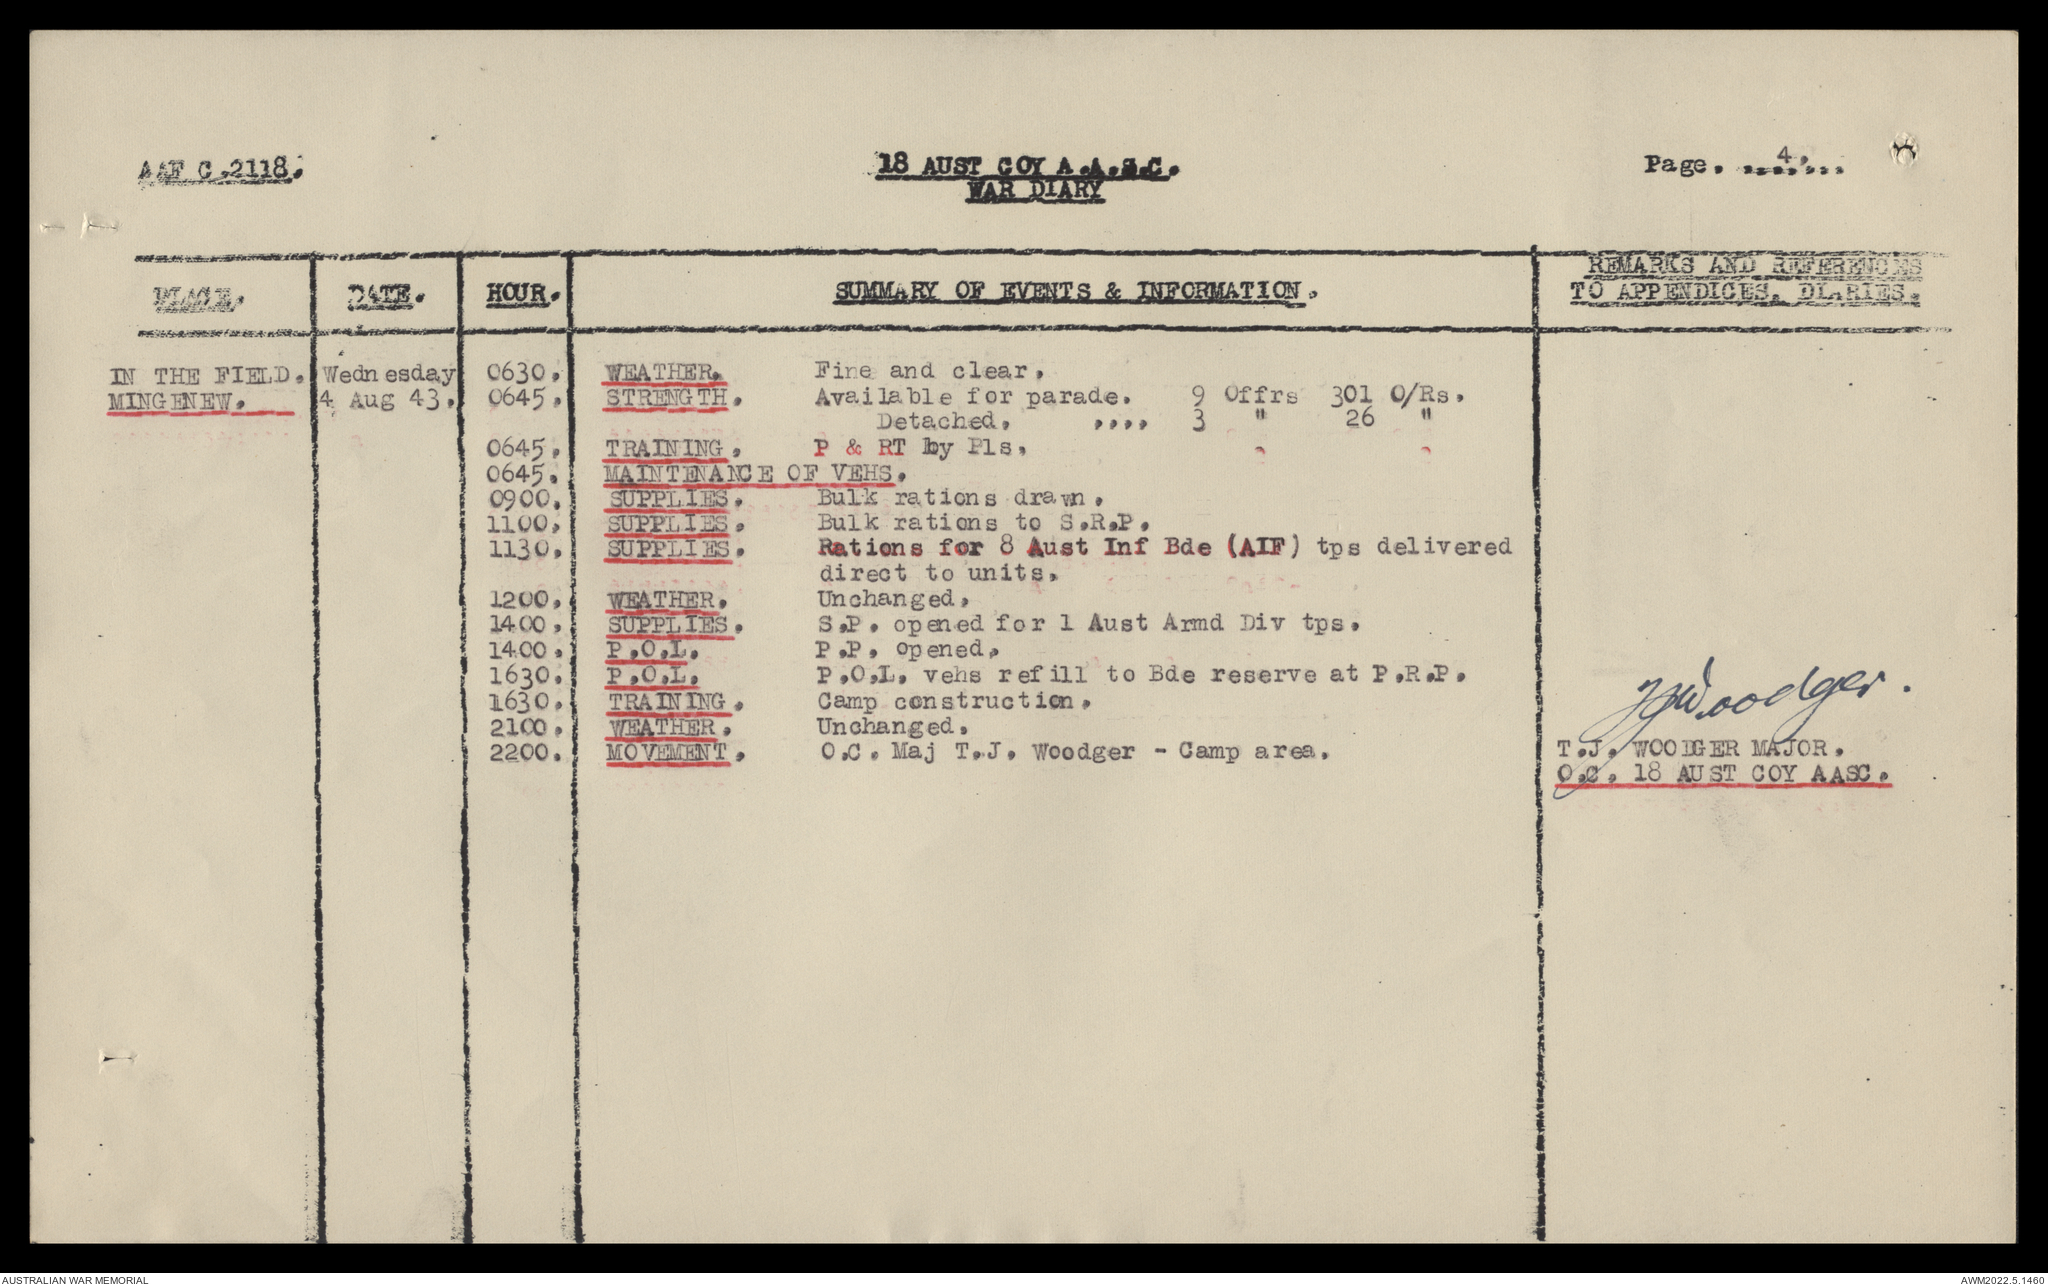 AAF C.2118.
18 AUST COY A.A.S.C.
WAR DIARY
Page. 4.
PLACE.
DATE.
HOUR.
SUMMARY OF EVENTS & INFORMATION.
REMARKS AND REFERENCES
TO APPENDICES, DIARIES.
IN THE FIELD. Wednesday 0630. WEATHER. Fine and clear.
MINGENEW. 4 Aug 43. 0645. STRENGTH. Available for parade. 9 Offrs 301 O/Rs.
Detached. .... 3 " 26 "
0645. TRAINING. P & RT by Pls.
0645. MAINTENANCE OF VEHS.
0900. SUPPLIES. Bulk rations drawn.
1100. SUPPLIES. Bulk rations to S.R.P.
1130. SUPPLIES. Rations for 8 Aust Inf Bde (AIF) tps delivered
direct to units.
1200. WEATHER. Unchanged.
1400. SUPPLIES. S.P. opened for 1 Aust Armd Div tps.
1400. P.O.L. P.P. opened.
1630. P.O.L. P.O.L. vehs refill to Bde reserve at P.R.P.
1630. TRAINING. Camp construction.
2100. WEATHER. Unchanged.
2200. MOVEMENT. O.C. Maj T.J. Woodger - Camp area.
TJWoodger.
T.J. WOODGER MAJOR.
O.C. 18 AUST COY AASC.
AUSTRALIAN WAR MEMORIAL
AWM2022.5.1460